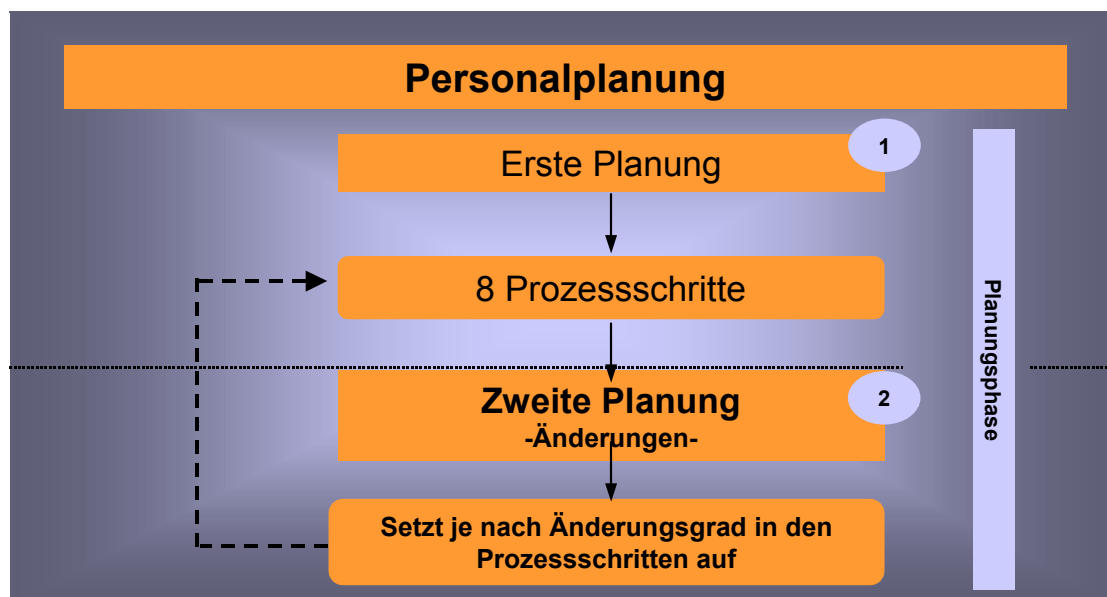 Personalplanung
1
Erste Planung
8 Prozessschritte
Planungsphase
2
Zweite Planung
-Änderungen-
Setzt je nach Änderungsgrad in den
Prozessschritten auf